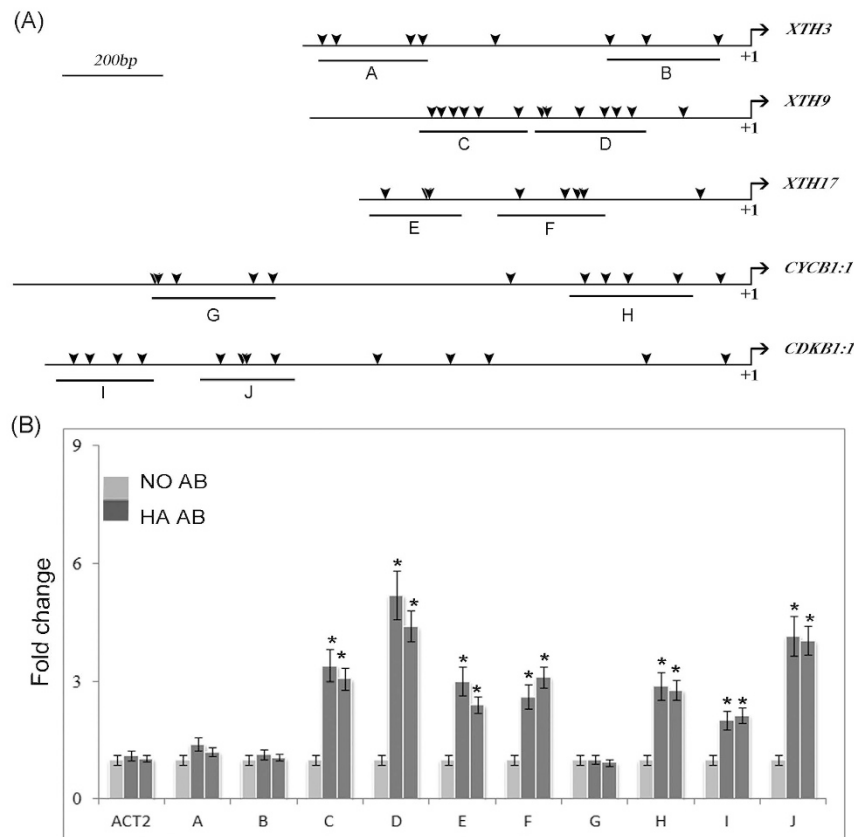 (A)
200bp
XTH3
+1
A
B
XTH9
+1
C
D
XTH17
+1
E
F
CYCB1:1
+1
G
H
CDKB1:1
+1
I
J
(B)
9
6
3
0
Fold change
NO AB
HA AB
* * * * * * * * * * * * * *
ACT2 A B C D E F G H I J